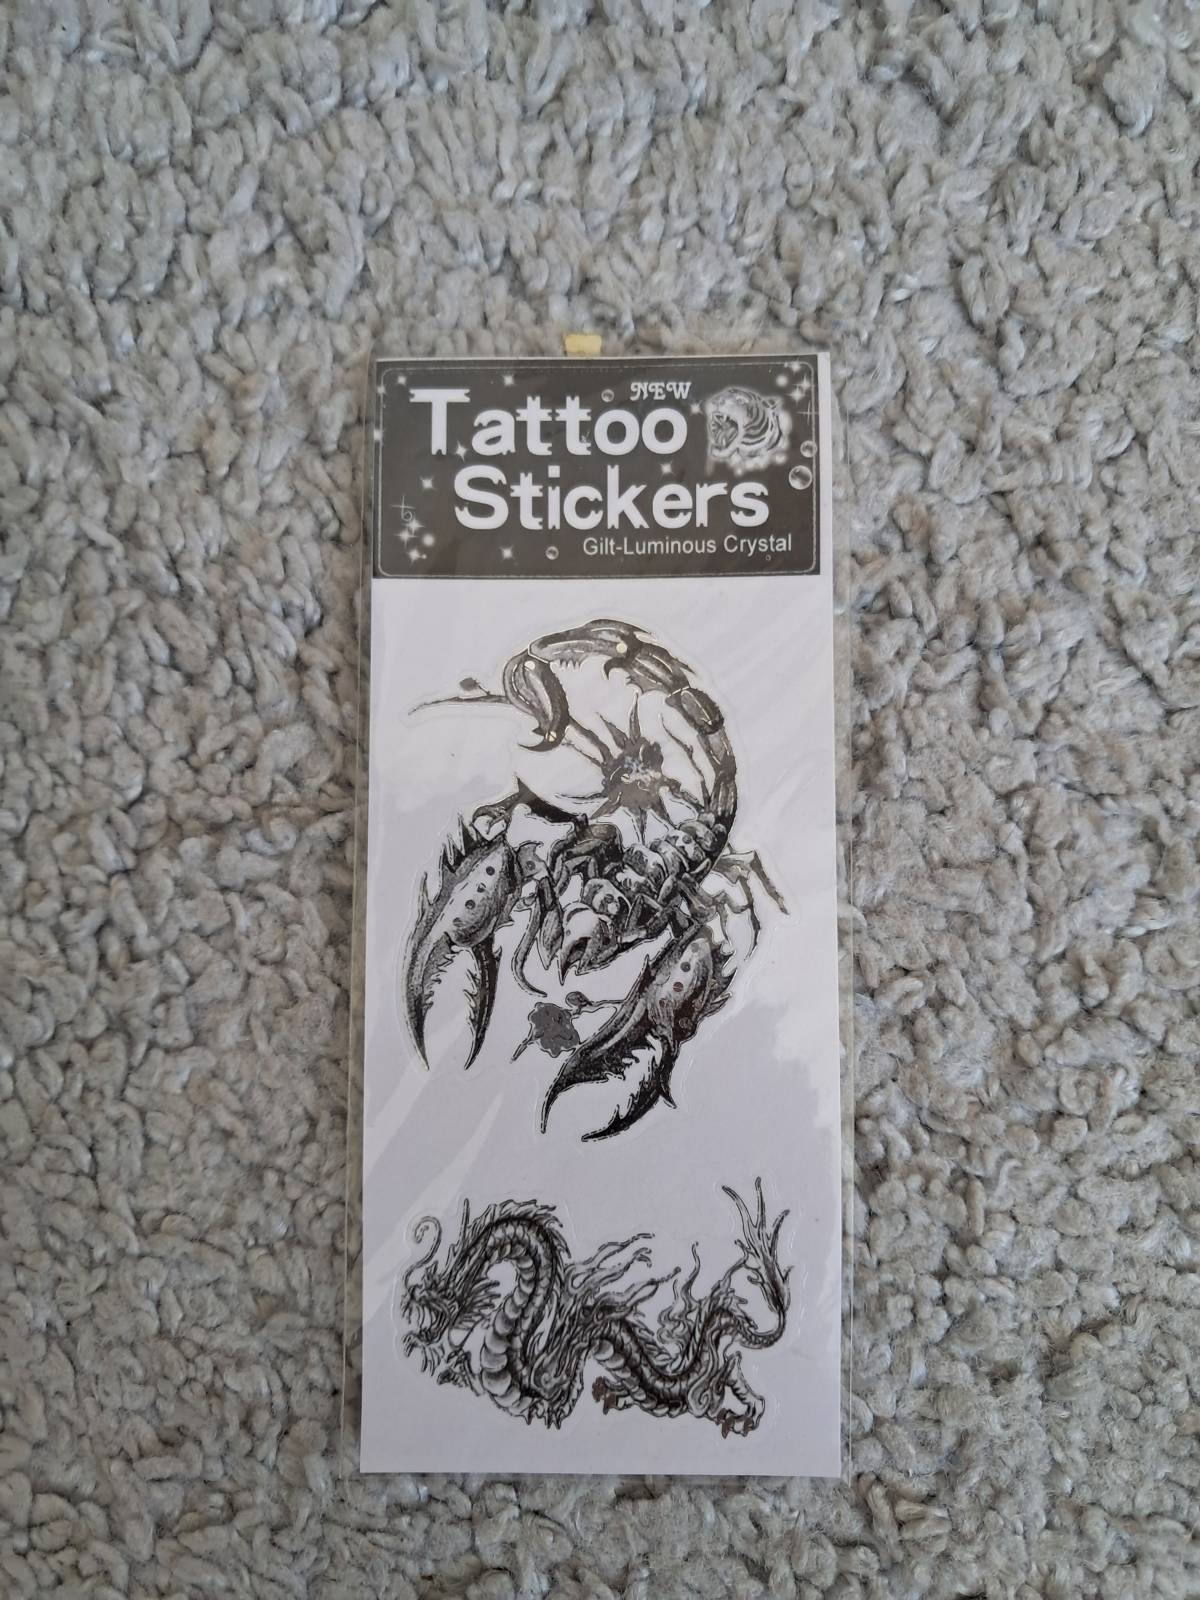 NEW
Tattoo
Stickers
Gilt-Luminous Crystal